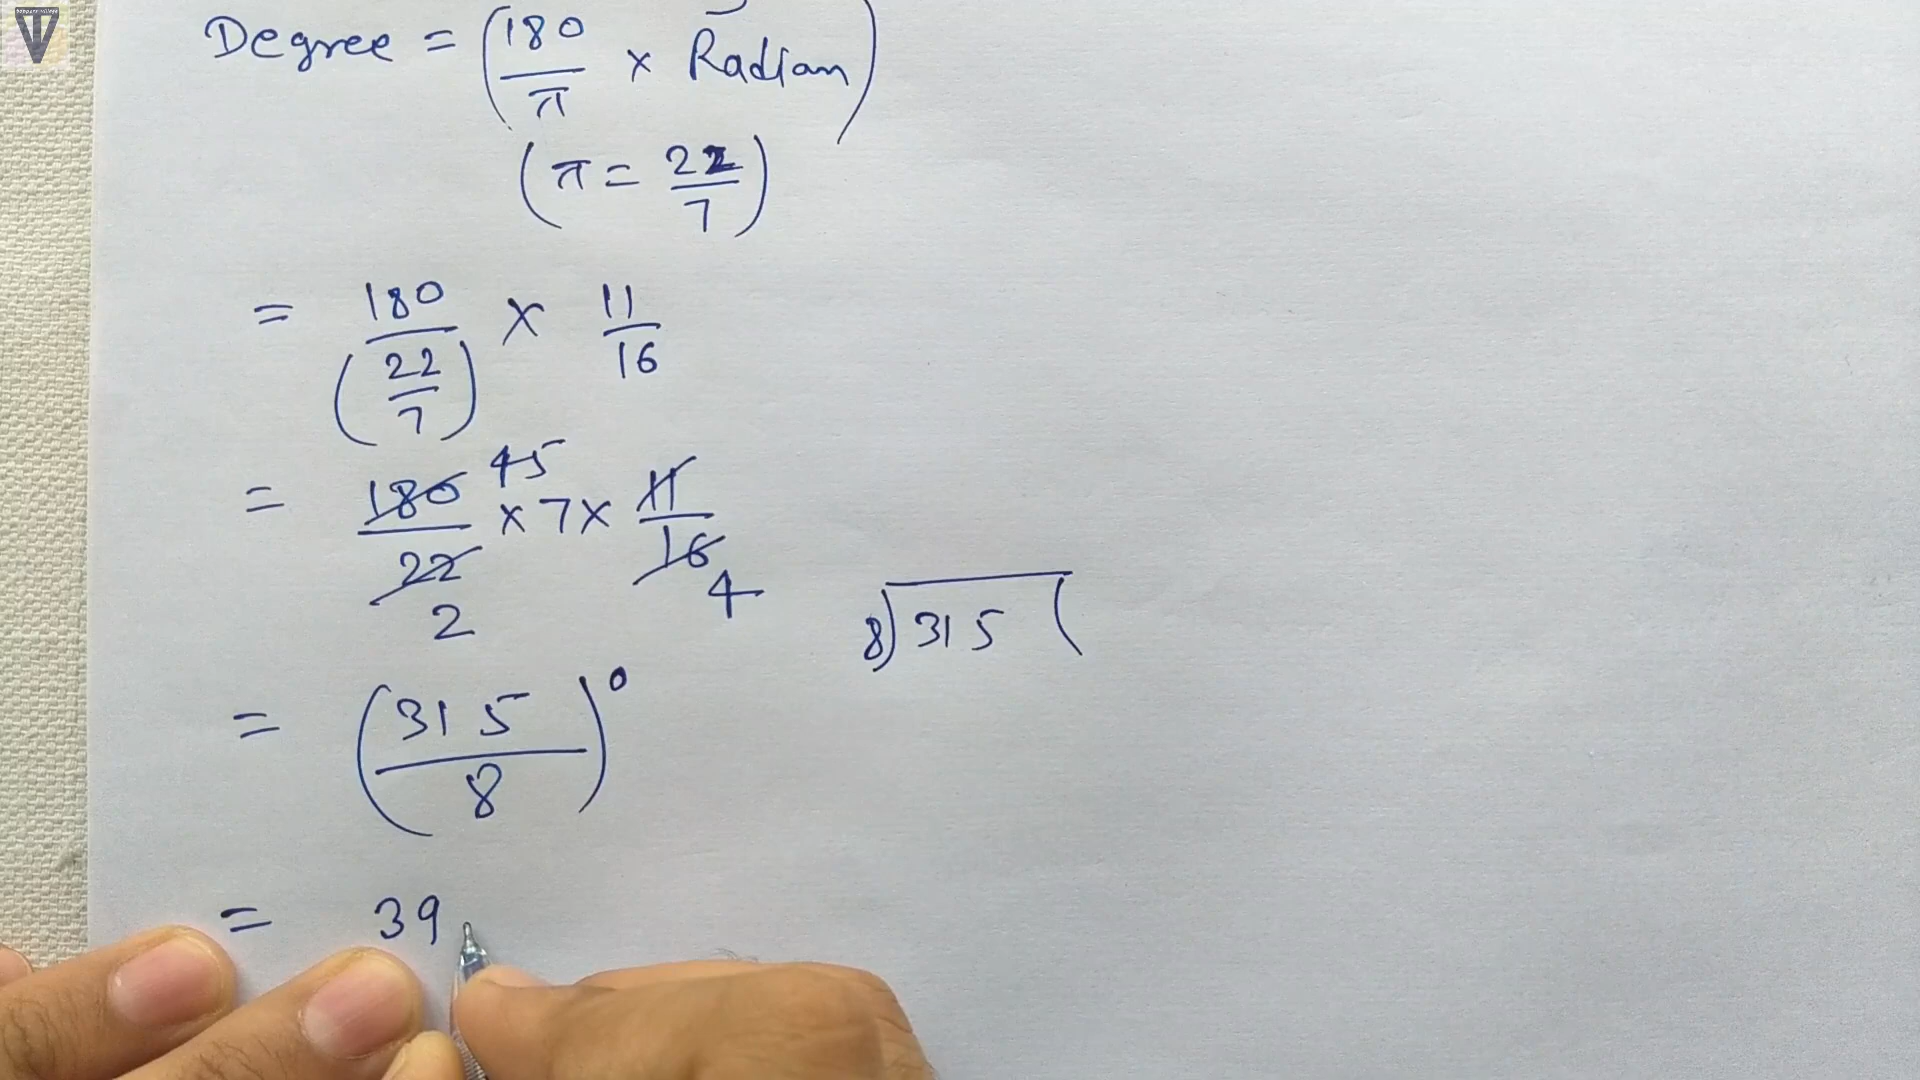 Degree = (180/π × Radian)
(π = 22/7)
= 180/(22/7) × 11/16
= 180/22 45 × 7 × 11/16
2 4
8) 315 (
= (315/8)°
= 39